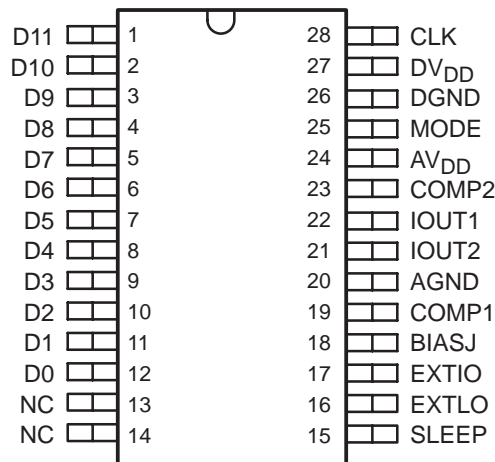 D11 1 28 CLK
D10 2 27 DVDD
D9 3 26 DGND
D8 4 25 MODE
D7 5 24 AVDD
D6 6 23 COMP2
D5 7 22 IOUT1
D4 8 21 IOUT2
D3 9 20 AGND
D2 10 19 COMP1
D1 11 18 BIASJ
D0 12 17 EXTIO
NC 13 16 EXTLO
NC 14 15 SLEEP